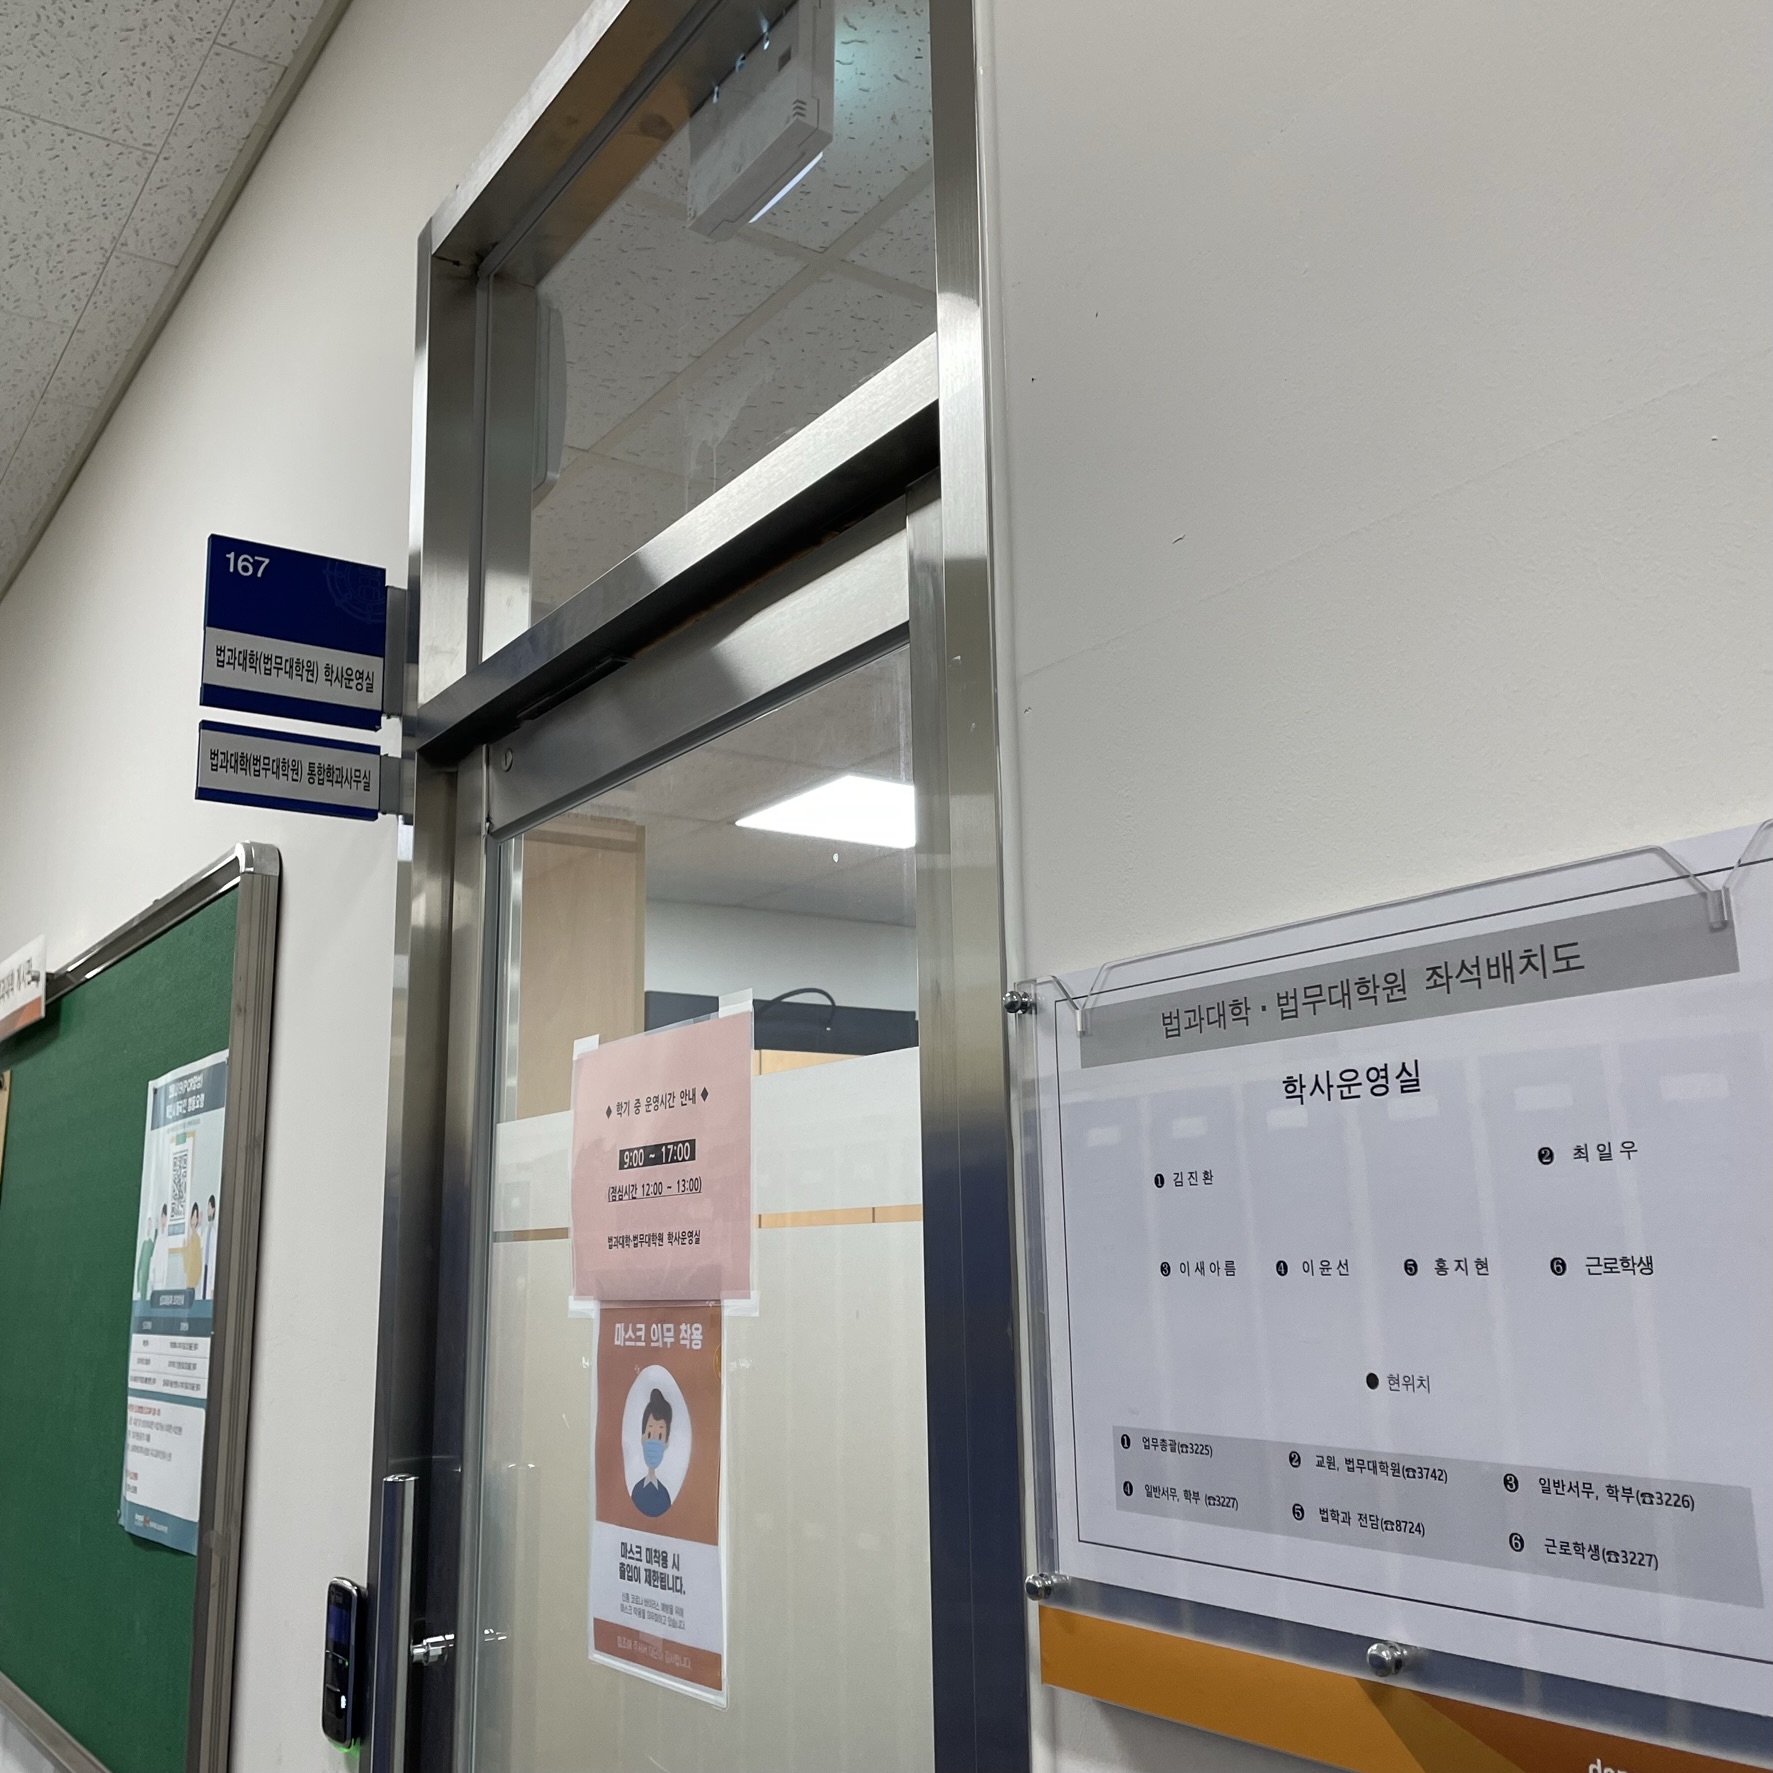 167
법과대학(법무대학원) 학사운영실
법과대학(법무대학원) 통합학과사무실
◆ 학기 중 운영시간 안내 ◆
9:00 ~ 17:00
(점심시간 12:00 - 13:00)
법과대학·법무대학원 학사운영실
마스크 의무 착용
마스크 미착용 시
출입이 제한됩니다.
법과대학·법무대학원 좌석배치도
학사운영실
❶ 김진환
❷ 최일우
❸ 이새아름 ❹ 이윤선 ❺ 홍지현 ❻ 근로학생
● 현위치
❶ 업무총괄(☎3225) ❷ 교원, 법무대학원(☎3742) ❸ 일반서무, 학부(☎3226)
❹ 일반서무, 학부 (☎3227) ❺ 법학과 전담(☎8724) ❻ 근로학생(☎3227)